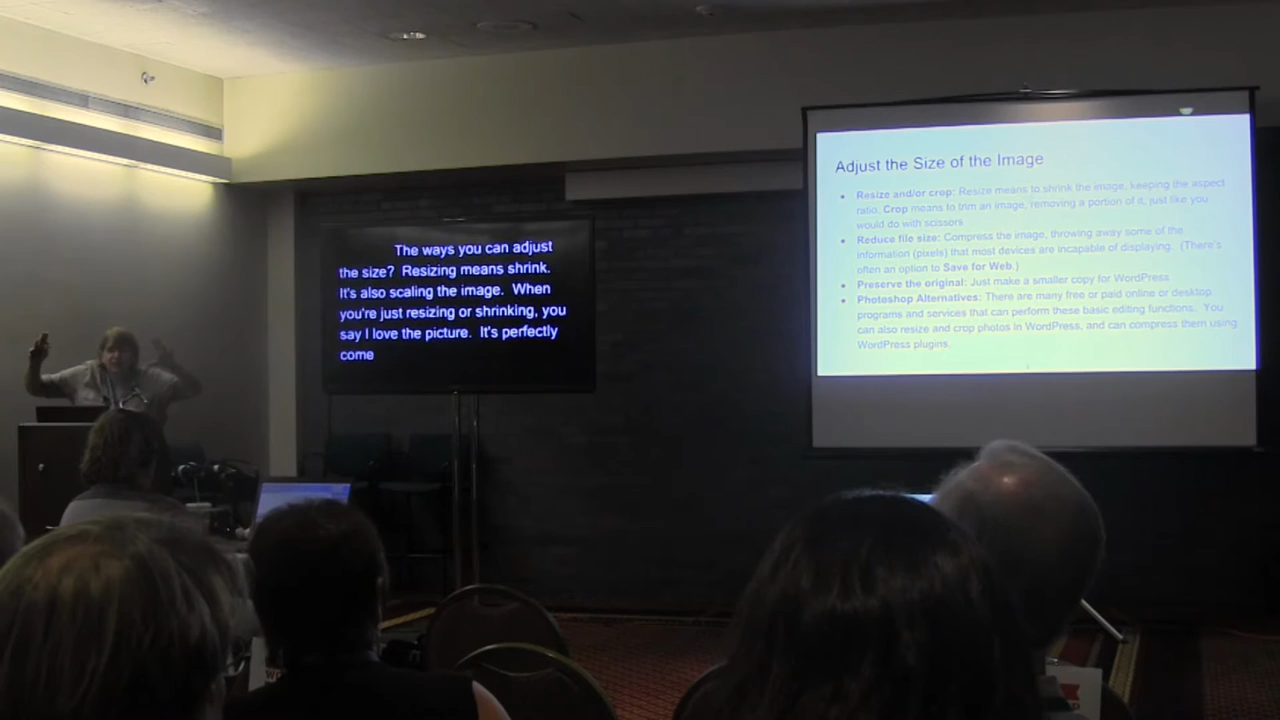 The ways you can adjust
the size? Resizing means shrink.
It's also scaling the image. When
you're just resizing or shrinking, you
say I love the picture. It's perfectly
come
Adjust the Size of the Image
• Resize and/or crop: Resize means to shrink the image, keeping the aspect
ratio. Crop means to trim an image, removing a portion of it, just like you
would do with scissors
• Reduce file size: Compress the image, throwing away some of the
information (pixels) that most devices are incapable of displaying. (There's
often an option to Save for Web.)
• Preserve the original: Just make a smaller copy for WordPress
• Photoshop Alternatives: There are many free or paid online or desktop
programs and services that can perform these basic editing functions. You
can also resize and crop photos in WordPress, and can compress them using
WordPress plugins.